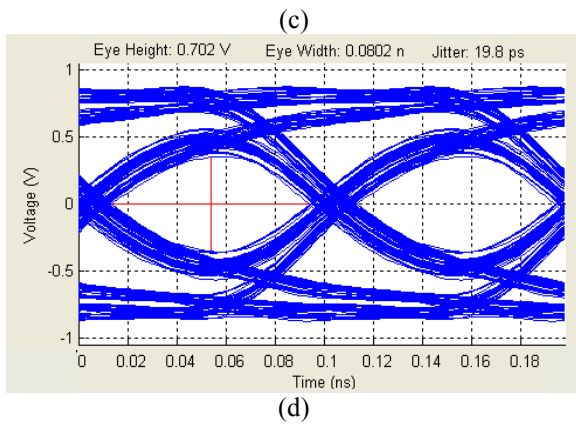 (c)
Eye Height: 0.702 V Eye Width: 0.0802 n Jitter: 19.8 ps
1
0.5
0
-0.5
-1
Voltage (V)
0 0.02 0.04 0.06 0.08 0.1 0.12 0.14 0.16 0.18
Time (ns)
(d)